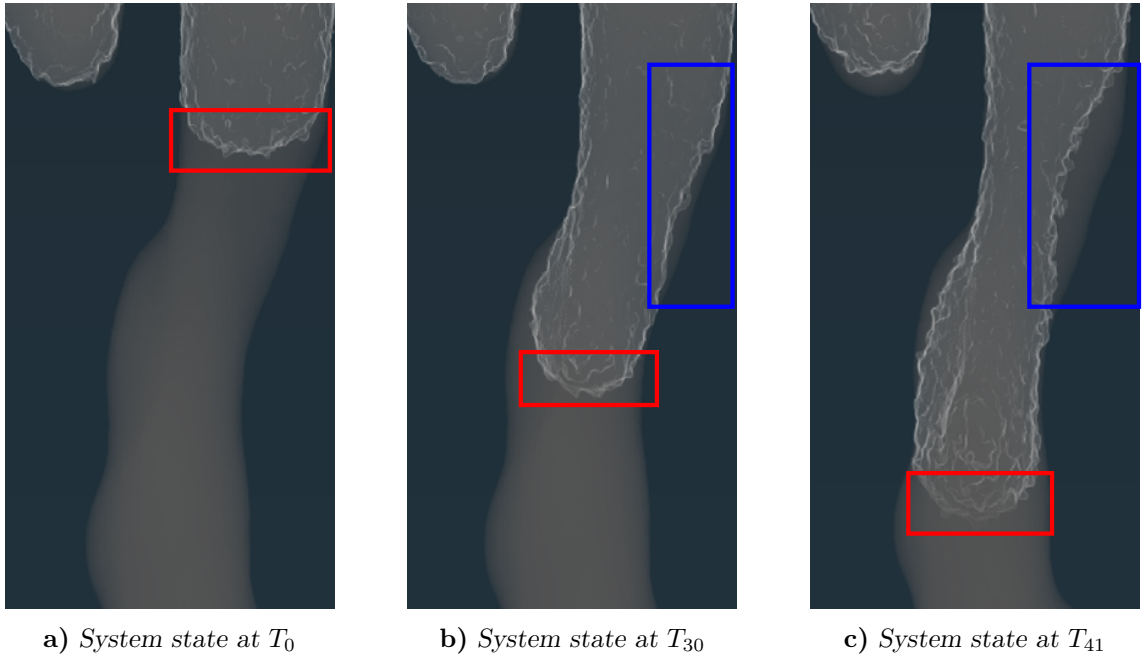 a) System state at T₀
b) System state at T₃₀
c) System state at T₄₁